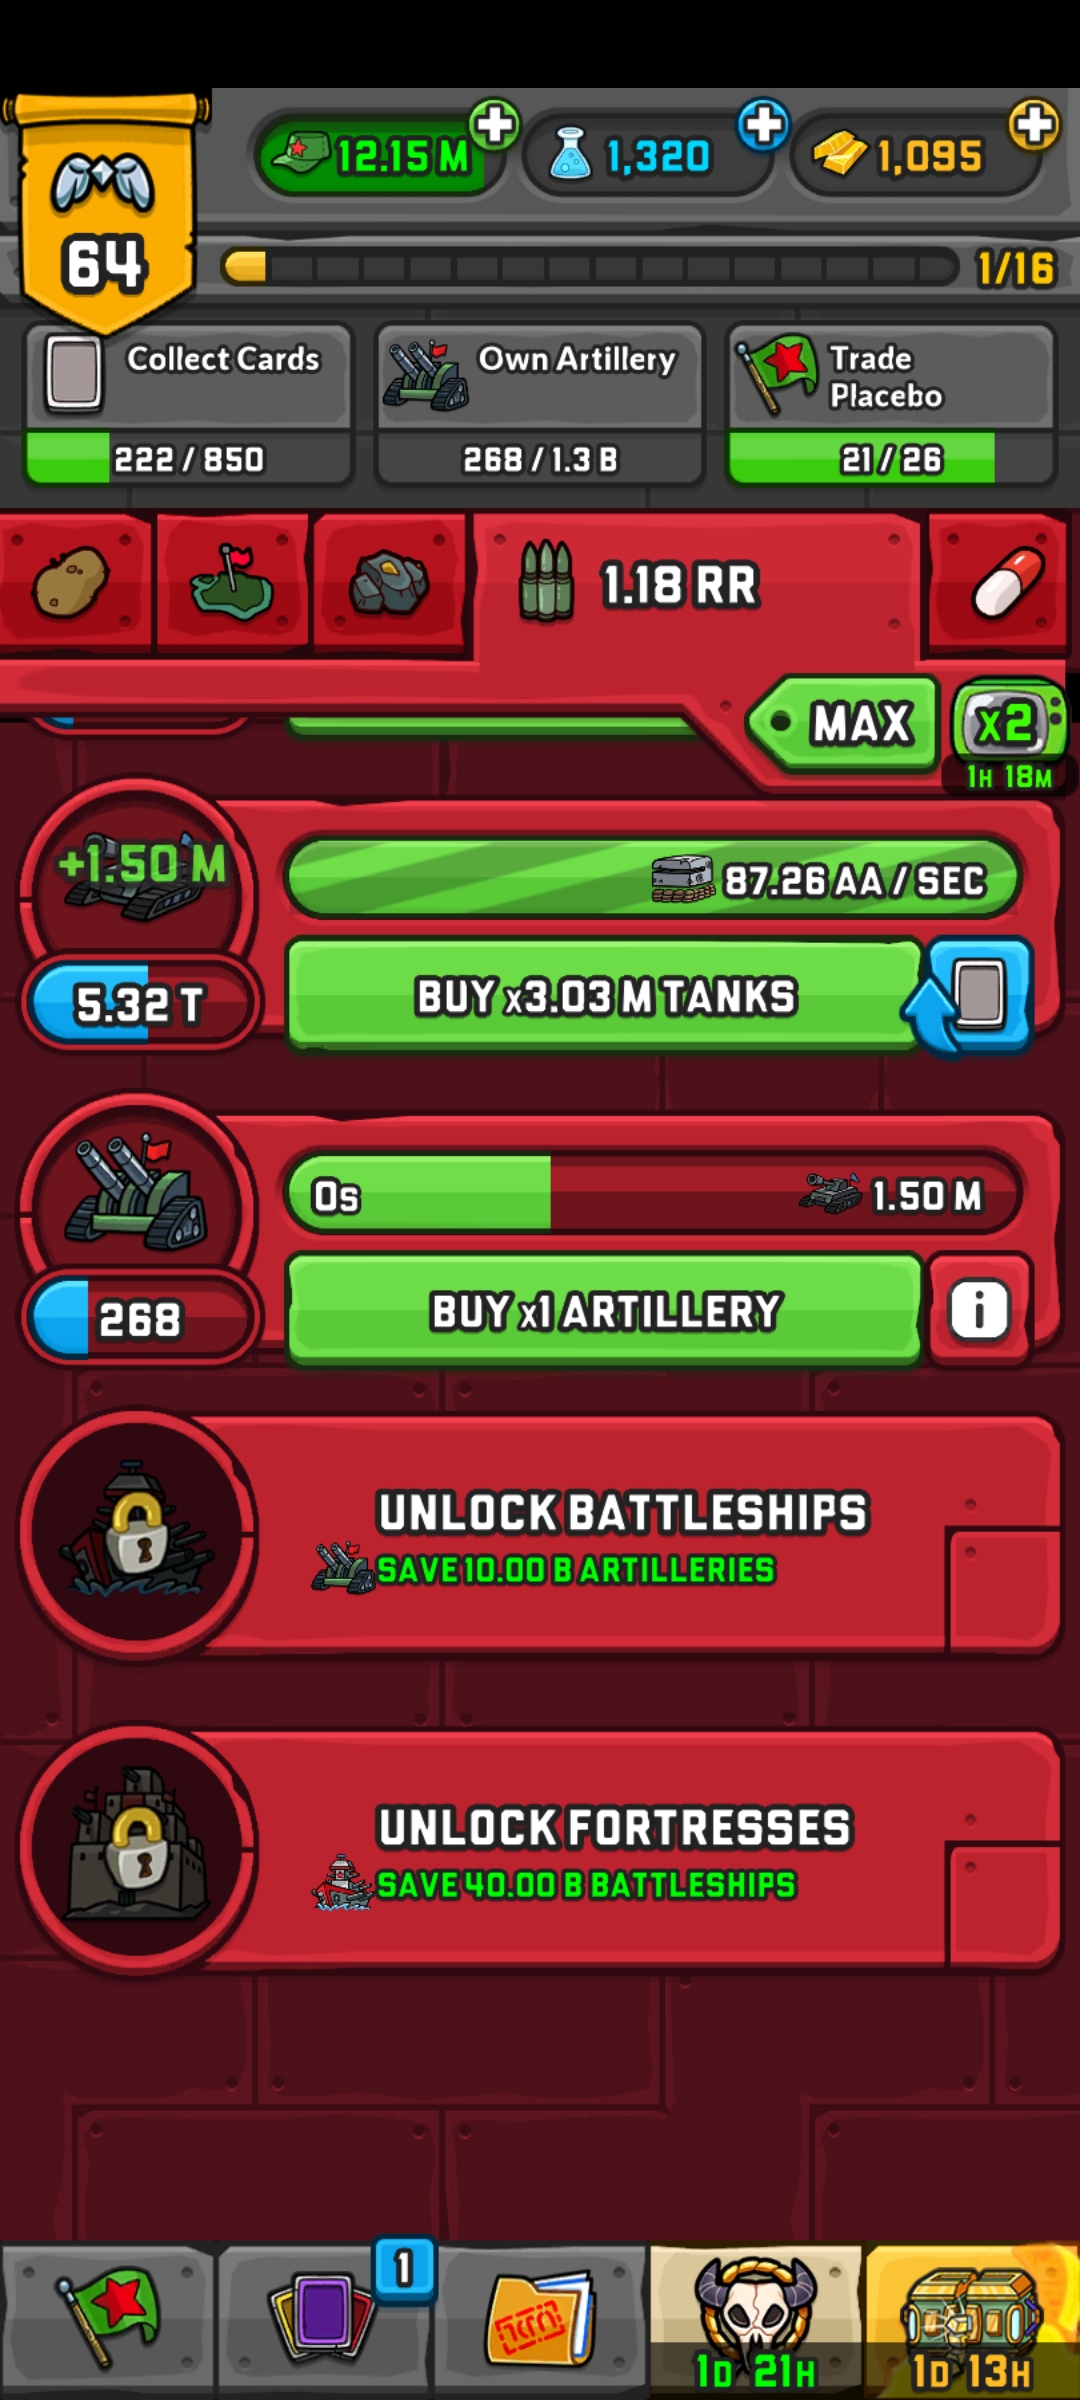 12.15 M
1,320
1,095
64
1/16
Collect Cards
222 / 850
Own Artillery
268 / 1.3 B
Trade
Placebo
21 / 26
1.18 RR
MAX
x2
1H 18M
+1.50 M
87.26 AA / SEC
5.32 T
BUY x3.03 M TANKS
0s
1.50 M
268
BUY x1 ARTILLERY
i
UNLOCK BATTLESHIPS
SAVE 10.00 B ARTILLERIES
UNLOCK FORTRESSES
SAVE 40.00 B BATTLESHIPS
1
1D 21H
1D 13H